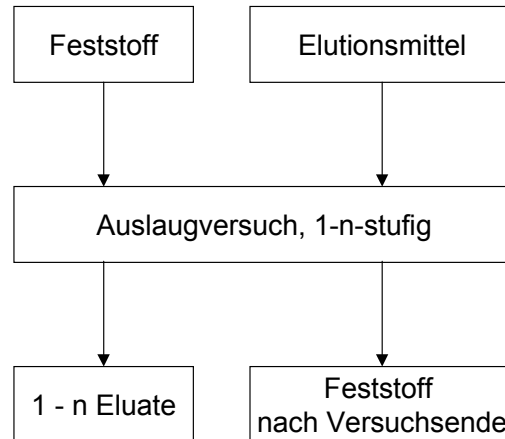 Feststoff
Elutionsmittel
Auslaugversuch, 1-n-stufig
1 - n Eluate
Feststoff
nach Versuchsende